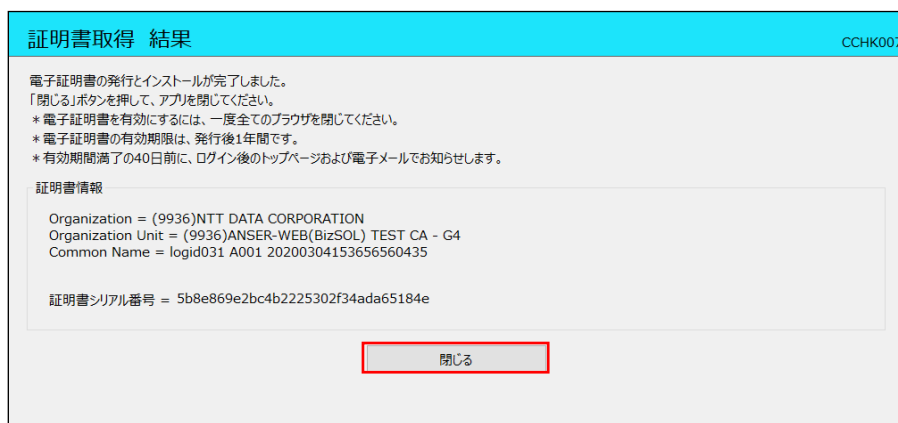 証明書取得 結果
CCHK007
電子証明書の発行とインストールが完了しました。
「閉じる」ボタンを押して、アプリを閉じてください。
＊電子証明書を有効にするには、一度全てのブラウザを閉じてください。
＊電子証明書の有効期限は、発行後1年間です。
＊有効期間満了の40日前に、ログイン後のトップページおよび電子メールでお知らせします。
証明書情報
Organization = (9936)NTT DATA CORPORATION
Organization Unit = (9936)ANSER-WEB(BizSOL) TEST CA - G4
Common Name = logid031 A001 20200304153656560435
証明書シリアル番号 = 5b8e869e2bc4b2225302f34ada65184e
閉じる